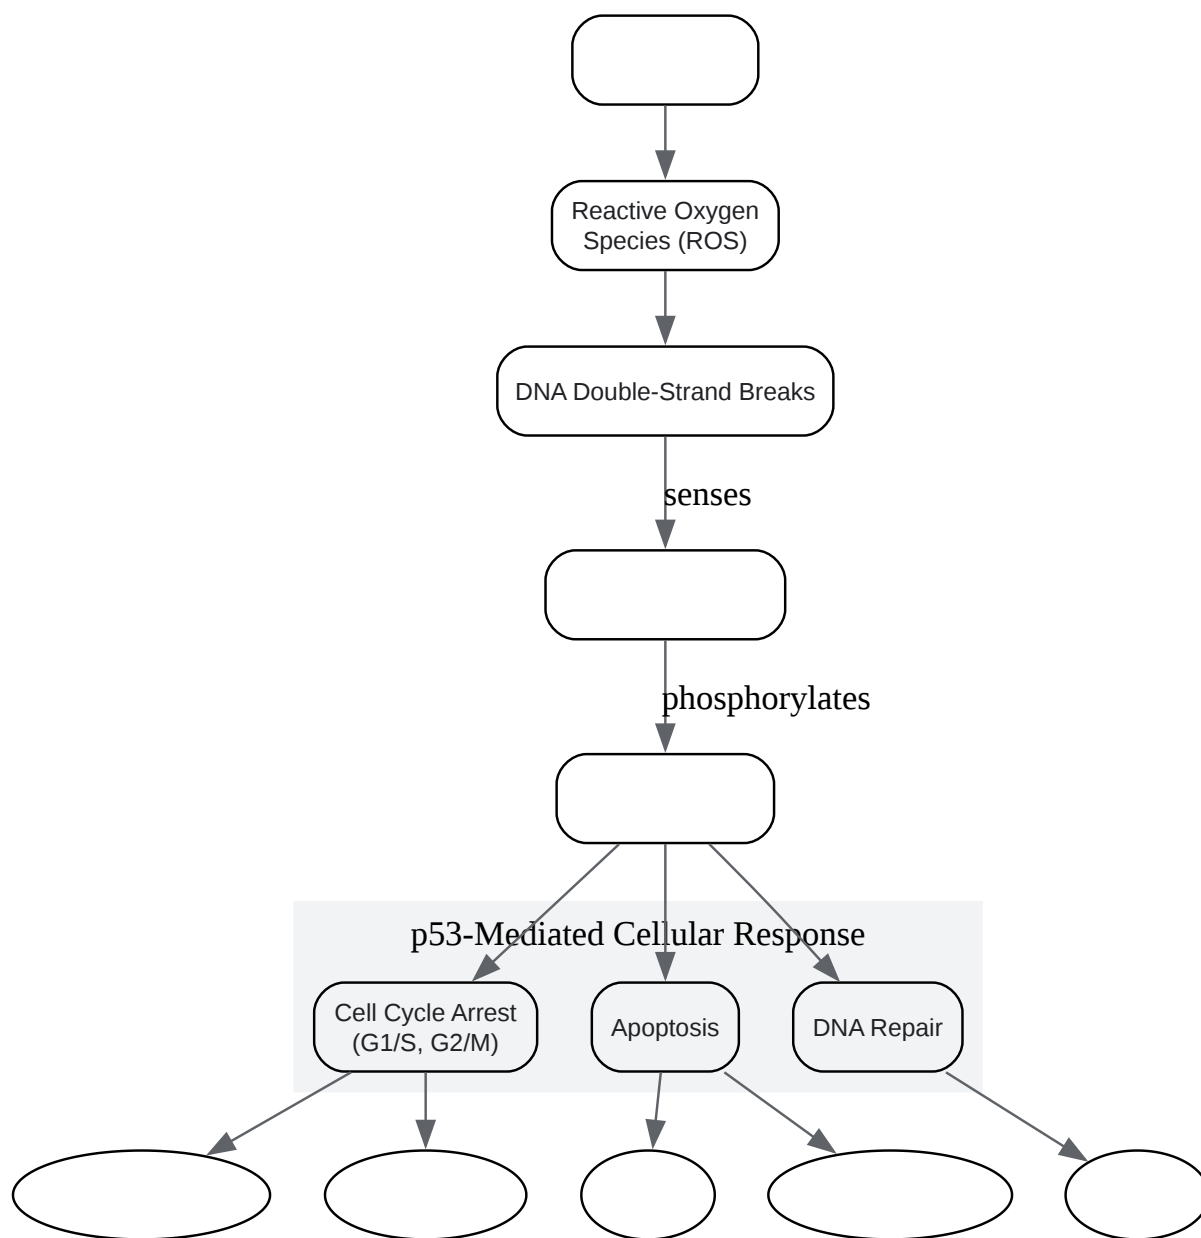 Reactive Oxygen
Species (ROS)
DNA Double-Strand Breaks
senses
phosphorylates
p53-Mediated Cellular Response
Cell Cycle Arrest
(G1/S, G2/M)
Apoptosis
DNA Repair